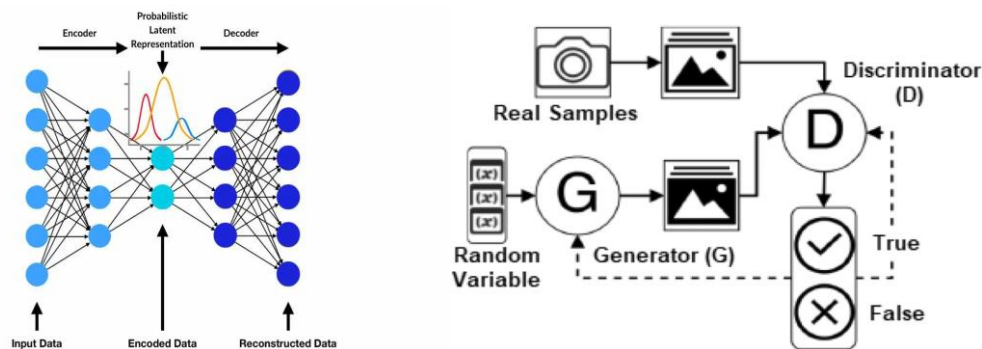 Probabilistic
Latent
Representation
Encoder
Decoder
Input Data
Encoded Data
Reconstructed Data
Real Samples
Discriminator
(D)
D
(x)
(x)
(x)
G
Random
Variable
Generator (G)
True
False